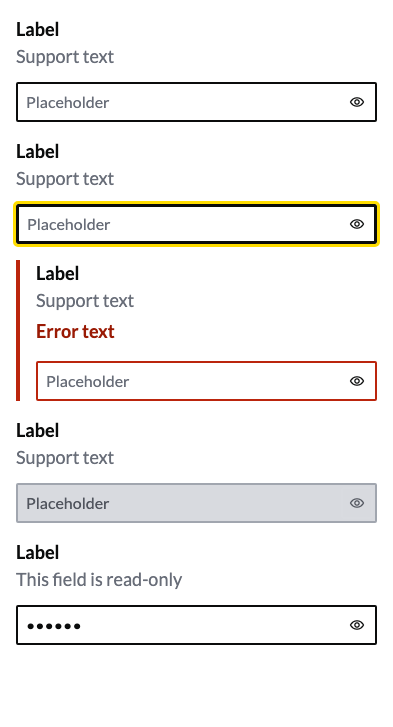 Label
Support text
Placeholder
Label
Support text
Placeholder
Label
Support text
Error text
Placeholder
Label
Support text
Placeholder
Label
This field is read-only
••••••